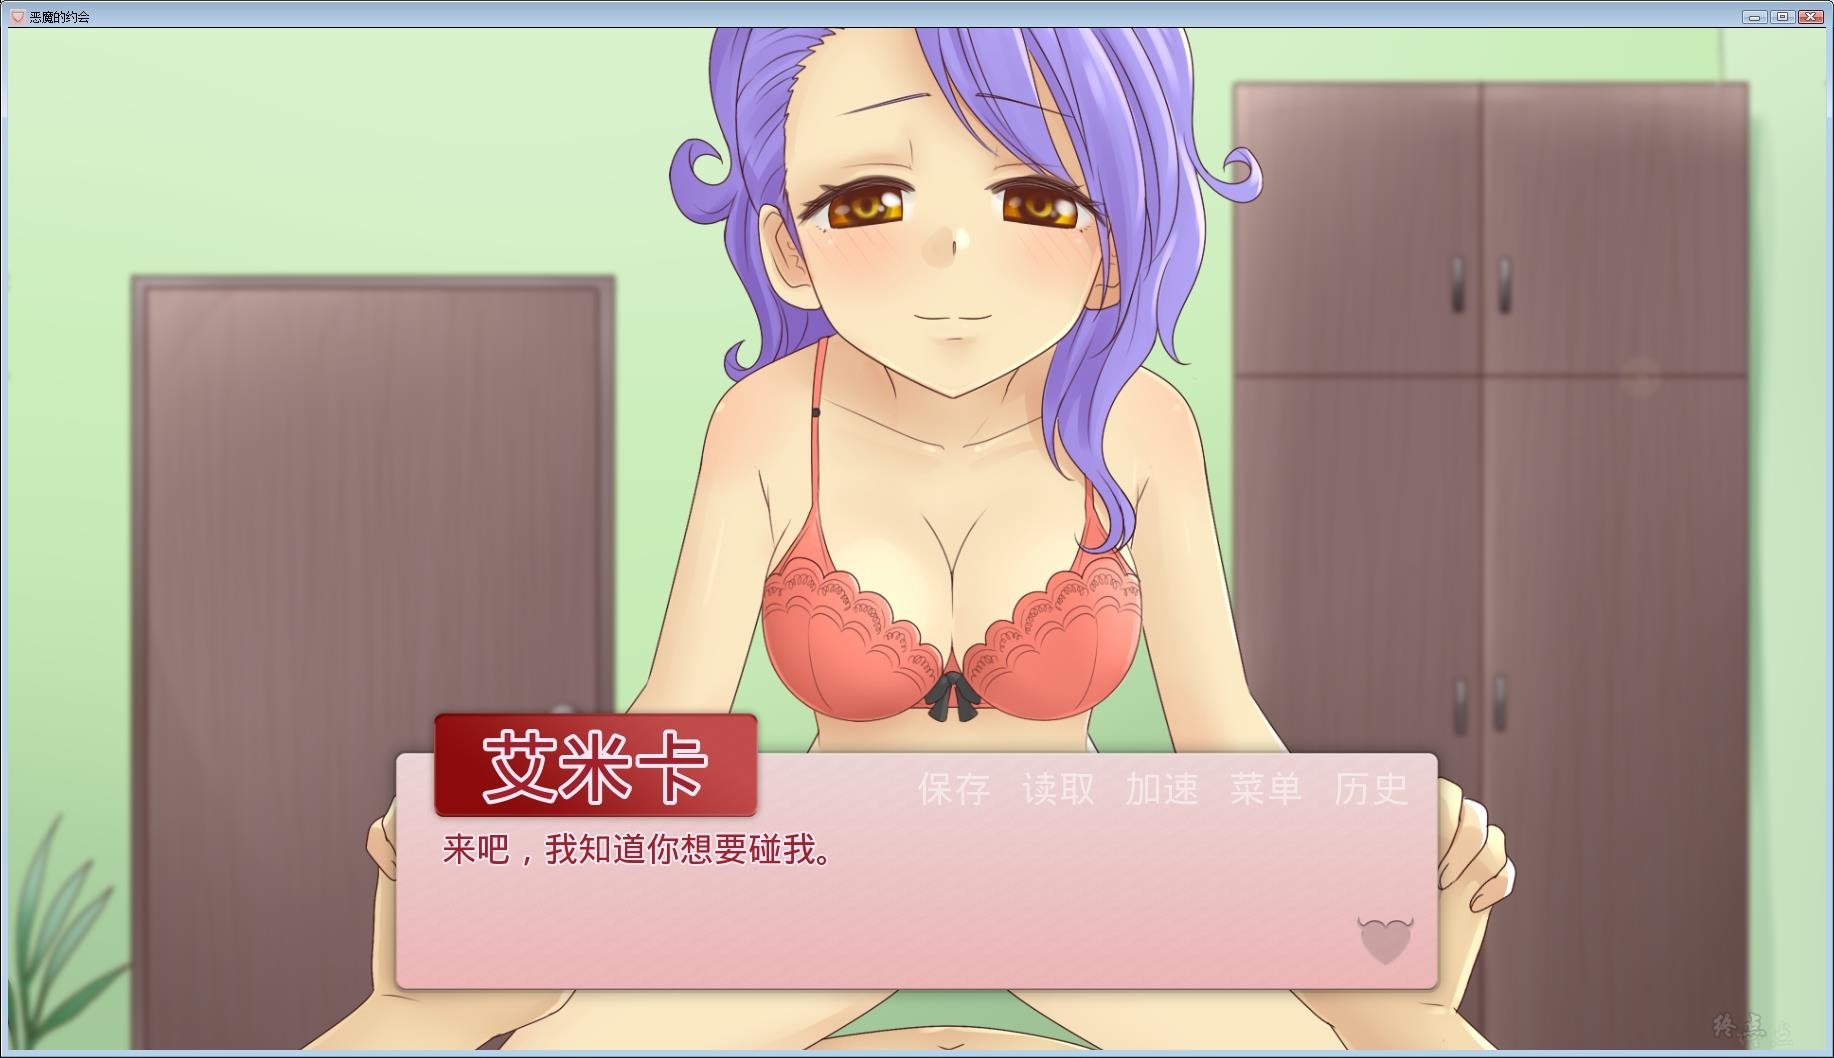 恶魔的约会
艾米卡
保存 读取 加速 菜单 历史
来吧，我知道你想要碰我。